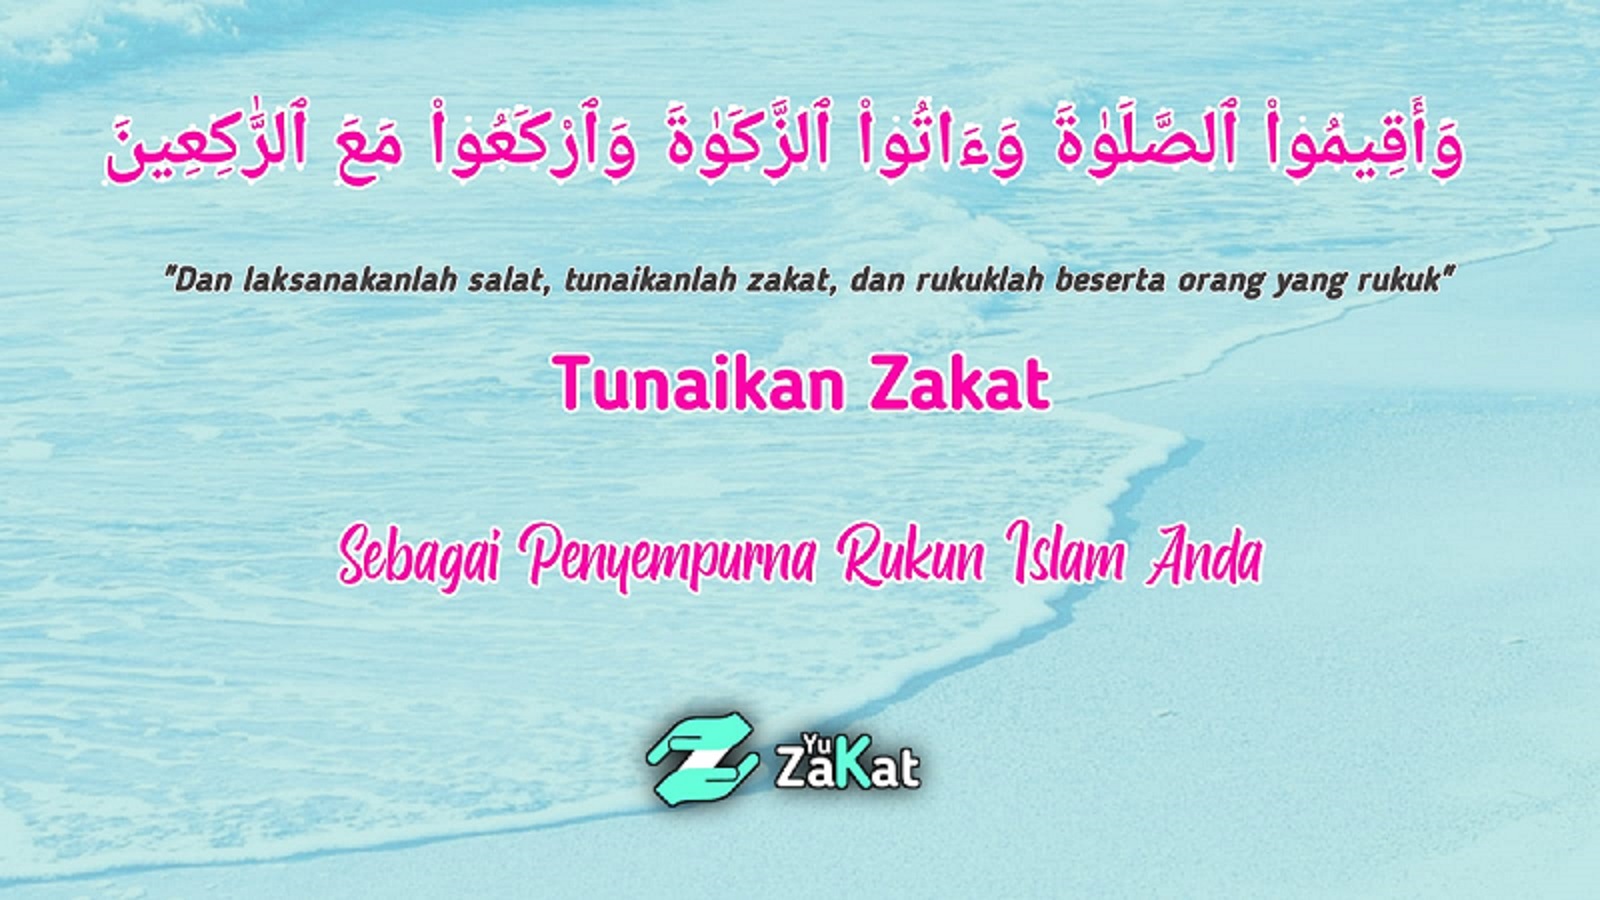 وَأَقِيمُوا۟ ٱلصَّلَوٰةَ وَءَاتُوا۟ ٱلزَّكَوٰةَ وَٱرْكَعُوا۟ مَعَ ٱلرَّٰكِعِينَ
"Dan laksanakanlah salat, tunaikanlah zakat, dan rukuklah beserta orang yang rukuk"
Tunaikan Zakat
Sebagai Penyempurna Rukun Islam Anda
Yu
ZaKat